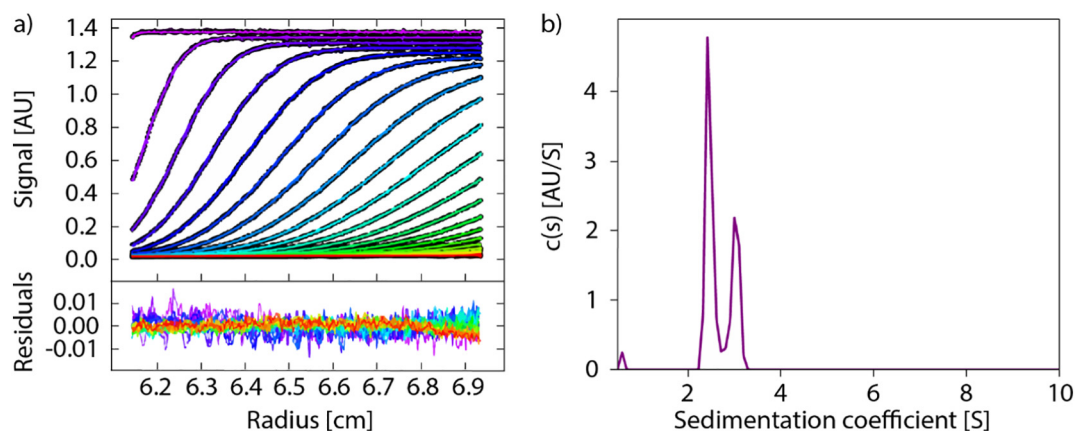 a)
Signal [AU]
1.4
1.2
1.0
0.8
0.6
0.4
0.2
0.0
Residuals
0.01
0.00
-0.01
6.2 6.3 6.4 6.5 6.6 6.7 6.8 6.9
Radius [cm]
b)
c(s) [AU/S]
4
3
2
1
0
2 4 6 8 10
Sedimentation coefficient [S]